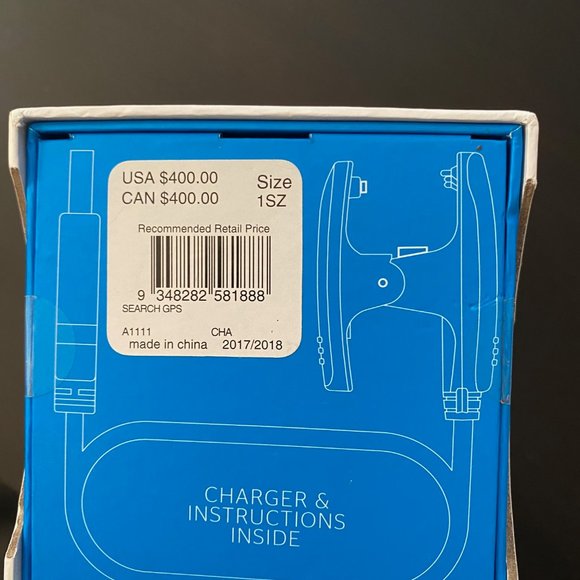 USA $400.00
CAN $400.00
Size
1SZ
Recommended Retail Price
9 348282 581888
SEARCH GPS
A1111 CHA
made in china 2017/2018
CHARGER &
INSTRUCTIONS
INSIDE